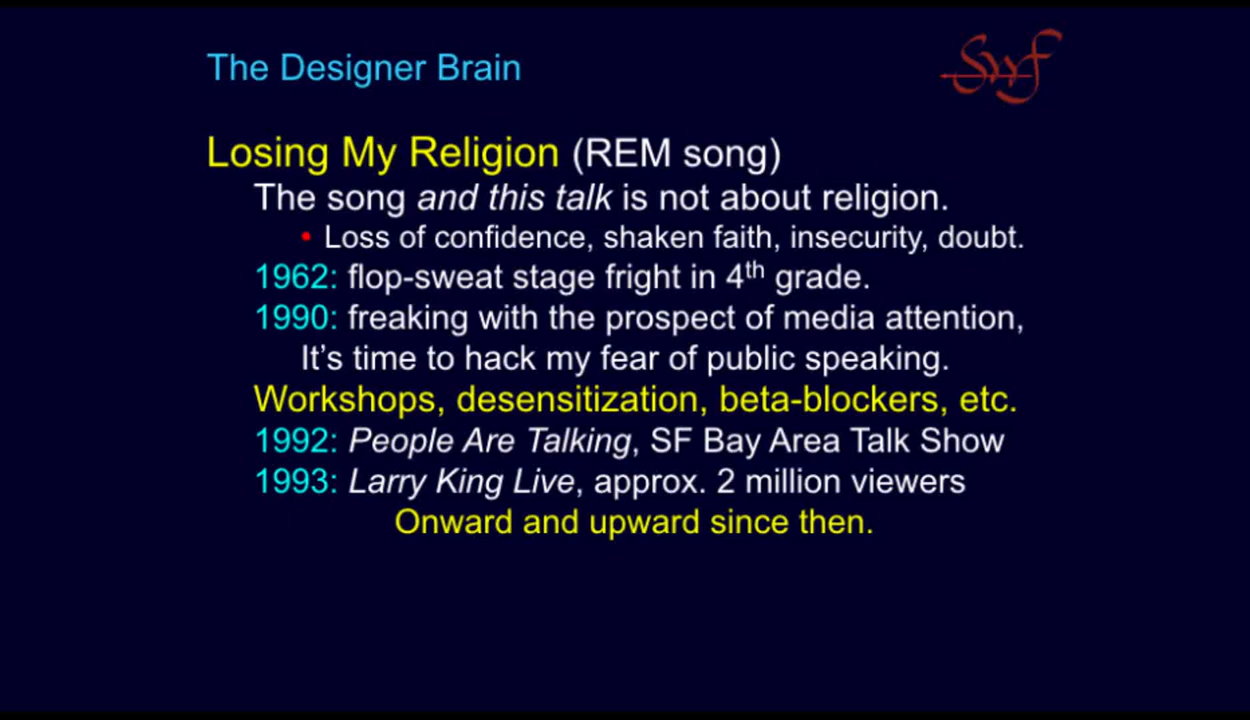 The Designer Brain
Swf
Losing My Religion (REM song)
The song and this talk is not about religion.
• Loss of confidence, shaken faith, insecurity, doubt.
1962: flop-sweat stage fright in 4th grade.
1990: freaking with the prospect of media attention,
It's time to hack my fear of public speaking.
Workshops, desensitization, beta-blockers, etc.
1992: People Are Talking, SF Bay Area Talk Show
1993: Larry King Live, approx. 2 million viewers
Onward and upward since then.